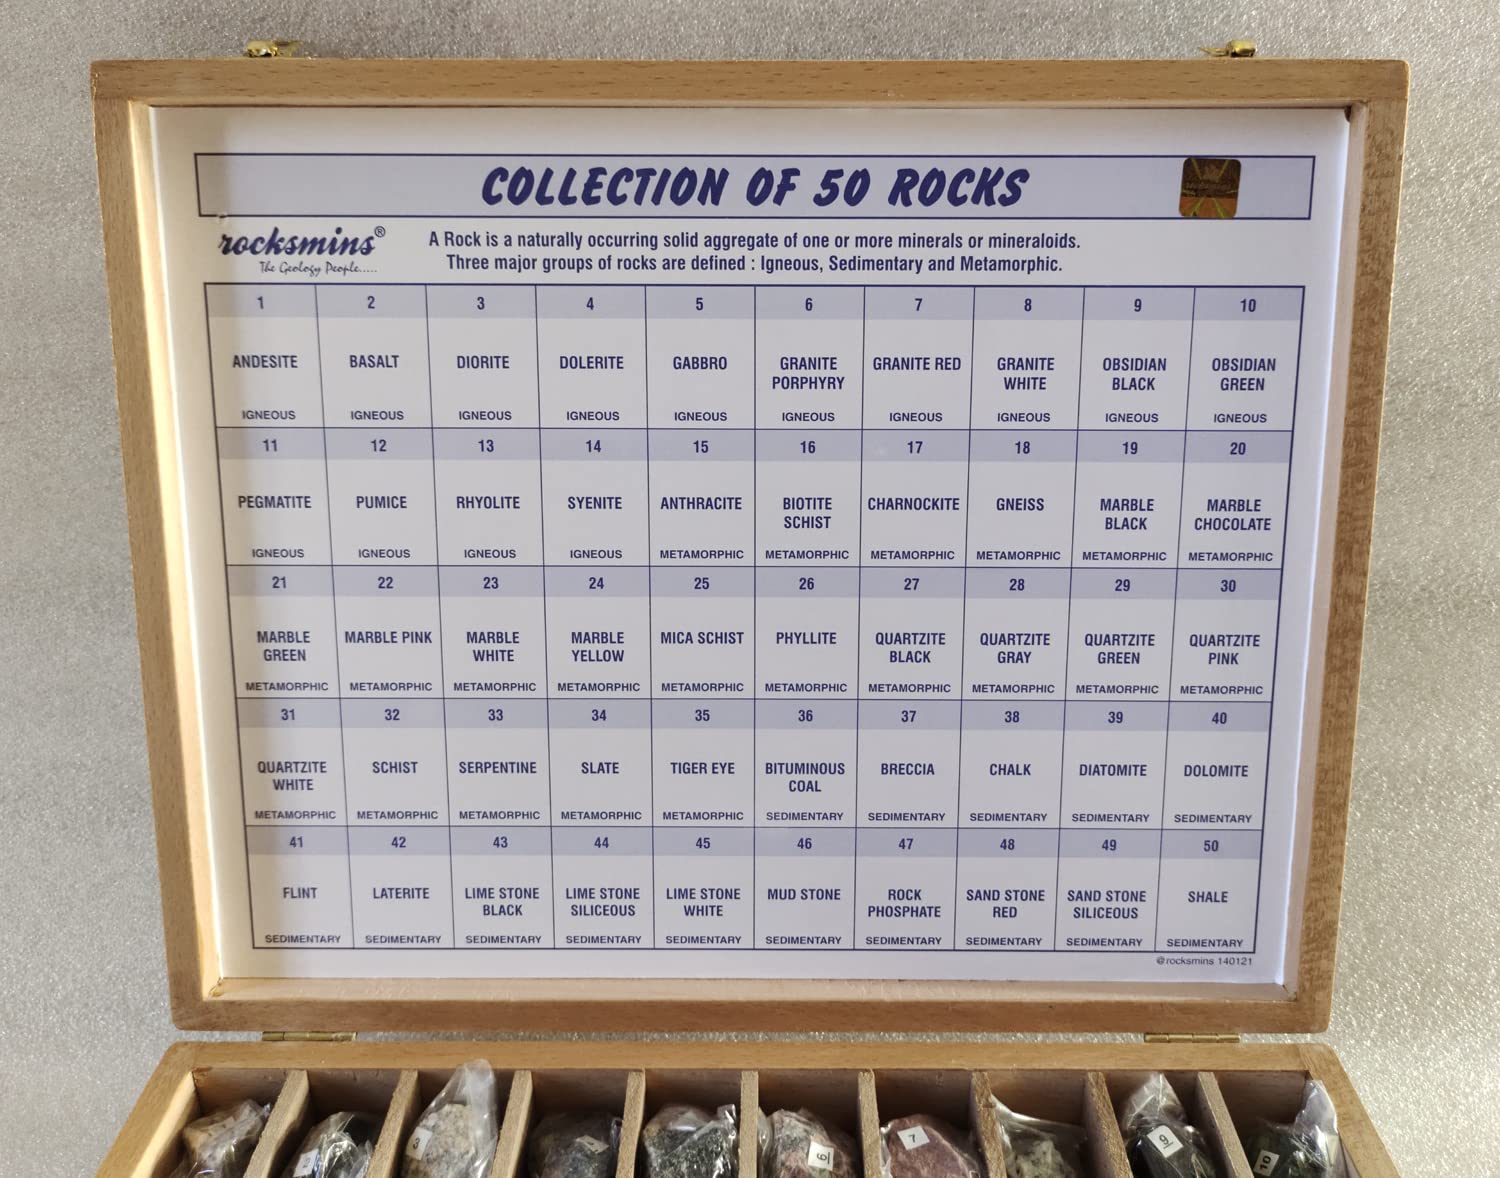 COLLECTION OF 50 ROCKS
rocksmins®
The Geology People.....
A Rock is a naturally occurring solid aggregate of one or more minerals or mineraloids.
Three major groups of rocks are defined : Igneous, Sedimentary and Metamorphic.
1 2 3 4 5 6 7 8 9 10
ANDESITE BASALT DIORITE DOLERITE GABBRO GRANITE GRANITE RED GRANITE OBSIDIAN OBSIDIAN
PORPHYRY WHITE BLACK GREEN
IGNEOUS IGNEOUS IGNEOUS IGNEOUS IGNEOUS IGNEOUS IGNEOUS IGNEOUS IGNEOUS IGNEOUS
11 12 13 14 15 16 17 18 19 20
PEGMATITE PUMICE RHYOLITE SYENITE ANTHRACITE BIOTITE CHARNOCKITE GNEISS MARBLE MARBLE
SCHIST BLACK CHOCOLATE
IGNEOUS IGNEOUS IGNEOUS IGNEOUS METAMORPHIC METAMORPHIC METAMORPHIC METAMORPHIC METAMORPHIC METAMORPHIC
21 22 23 24 25 26 27 28 29 30
MARBLE MARBLE PINK MARBLE MARBLE MICA SCHIST PHYLLITE QUARTZITE QUARTZITE QUARTZITE QUARTZITE
GREEN WHITE YELLOW BLACK GRAY GREEN PINK
METAMORPHIC METAMORPHIC METAMORPHIC METAMORPHIC METAMORPHIC METAMORPHIC METAMORPHIC METAMORPHIC METAMORPHIC METAMORPHIC
31 32 33 34 35 36 37 38 39 40
QUARTZITE SCHIST SERPENTINE SLATE TIGER EYE BITUMINOUS BRECCIA CHALK DIATOMITE DOLOMITE
WHITE COAL
METAMORPHIC METAMORPHIC METAMORPHIC METAMORPHIC METAMORPHIC SEDIMENTARY SEDIMENTARY SEDIMENTARY SEDIMENTARY SEDIMENTARY
41 42 43 44 45 46 47 48 49 50
FLINT LATERITE LIME STONE LIME STONE LIME STONE MUD STONE ROCK SAND STONE SAND STONE SHALE
BLACK SILICEOUS WHITE PHOSPHATE RED SILICEOUS
SEDIMENTARY SEDIMENTARY SEDIMENTARY SEDIMENTARY SEDIMENTARY SEDIMENTARY SEDIMENTARY SEDIMENTARY SEDIMENTARY SEDIMENTARY
@rocksmins 140121
3 6 7 9 10